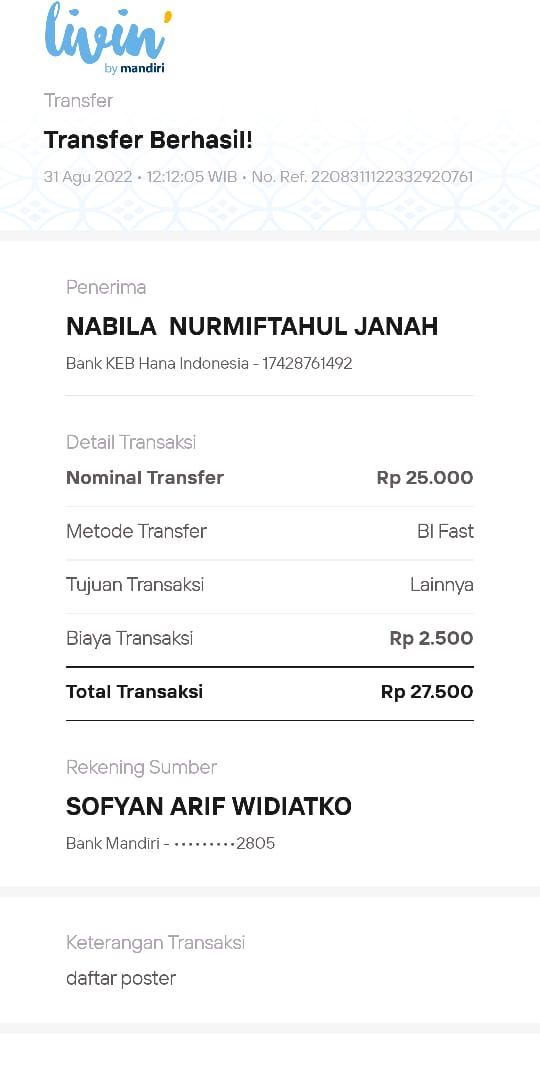 livin'
by mandiri
Transfer
Transfer Berhasil!
31 Agu 2022 • 12:12:05 WIB • No. Ref. 2208311122332920761
Penerima
NABILA  NURMIFTAHUL JANAH
Bank KEB Hana Indonesia - 17428761492
Detail Transaksi
Nominal Transfer Rp 25.000
Metode Transfer BI Fast
Tujuan Transaksi Lainnya
Biaya Transaksi Rp 2.500
Total Transaksi Rp 27.500
Rekening Sumber
SOFYAN ARIF WIDIATKO
Bank Mandiri - •••••••••2805
Keterangan Transaksi
daftar poster